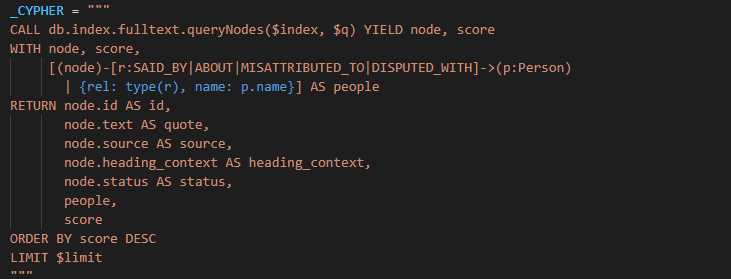 _CYPHER = """
CALL db.index.fulltext.queryNodes($index, $q) YIELD node, score
WITH node, score,
     [(node)-[r:SAID_BY|ABOUT|MISATTRIBUTED_TO|DISPUTED_WITH]->(p:Person)
       | {rel: type(r), name: p.name}] AS people
RETURN node.id AS id,
       node.text AS quote,
       node.source AS source,
       node.heading_context AS heading_context,
       node.status AS status,
       people,
       score
ORDER BY score DESC
LIMIT $limit
"""